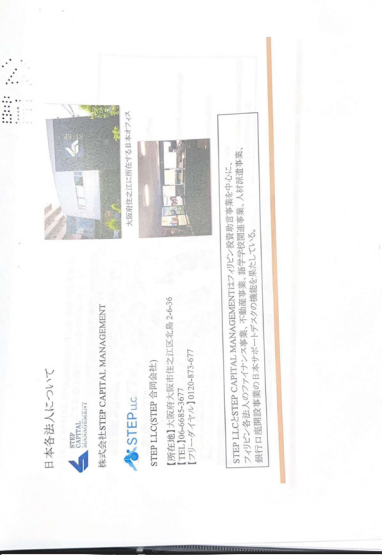 日本各法人について
STEP
CAPITAL
MANAGEMENT
株式会社STEP CAPITAL MANAGEMENT
STEP LLC
STEP LLC(STEP 合同会社)
【所在地】大阪府大阪市住之江区北島 2-6-36
【TEL】06-6685-3677
【フリーダイヤル】0120-873-677
大阪府住之江に所在する日本オフィス
STEP LLCとSTEP CAPITAL MANAGEMENTはフィリピン投資助言事業を中心に、
フィリピン各法人のファイナンス事業、不動産事業、語学学校関連事業、人材派遣事業、
銀行口座開設事業の日本サポートデスクの機能を果たしている。